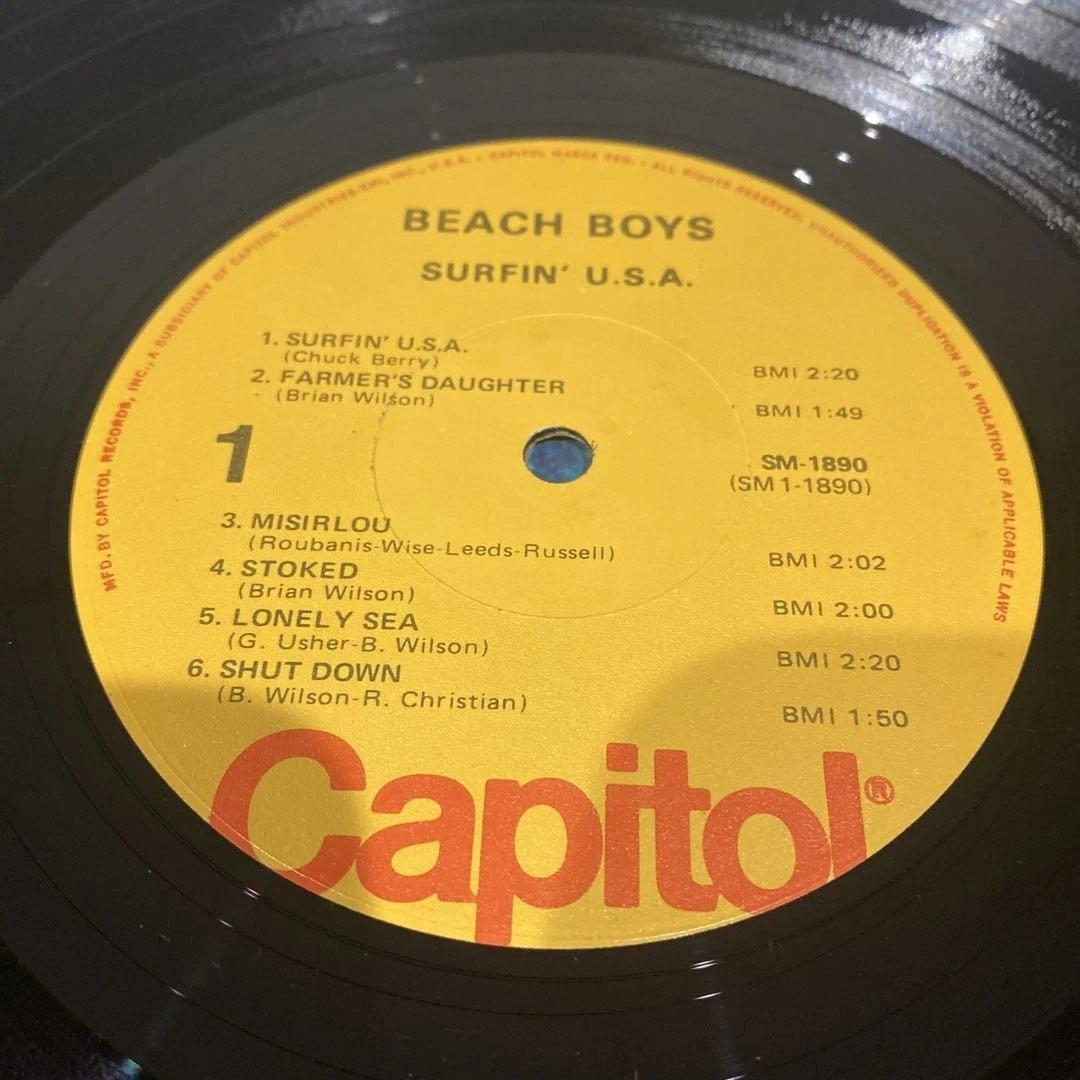 MFD. BY CAPITOL RECORDS, INC., A SUBSIDIARY OF CAPITOL INDUSTRIES-EMI, INC., U.S.A. • CAPITOL MARCA REG. • ALL RIGHTS RESERVED. UNAUTHORIZED DUPLICATION IS A VIOLATION OF APPLICABLE LAWS
BEACH BOYS
SURFIN' U.S.A.
1. SURFIN' U.S.A.
(Chuck Berry) BMI 2:20
2. FARMER'S DAUGHTER
(Brian Wilson) BMI 1:49
1
SM-1890
(SM1-1890)
3. MISIRLOU
(Roubanis-Wise-Leeds-Russell) BMI 2:02
4. STOKED
(Brian Wilson) BMI 2:00
5. LONELY SEA
(G. Usher-B. Wilson) BMI 2:20
6. SHUT DOWN
(B. Wilson-R. Christian) BMI 1:50
Capitol®